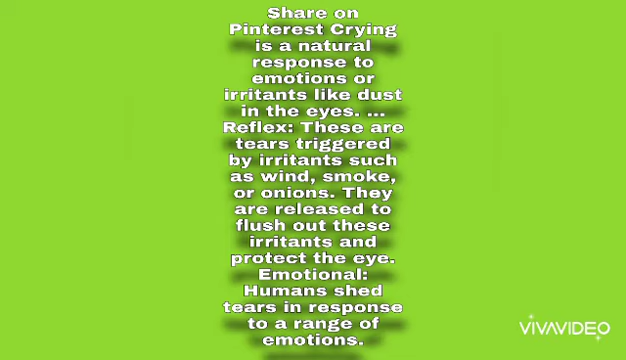 Share on
Pinterest Crying
is a natural
response to
emotions or
irritants like dust
in the eyes. ...
Reflex: These are
tears triggered
by irritants such
as wind, smoke,
or onions. They
are released to
flush out these
irritants and
protect the eye.
Emotional:
Humans shed
tears in response
to a range of
emotions.
VIVAVIDEO